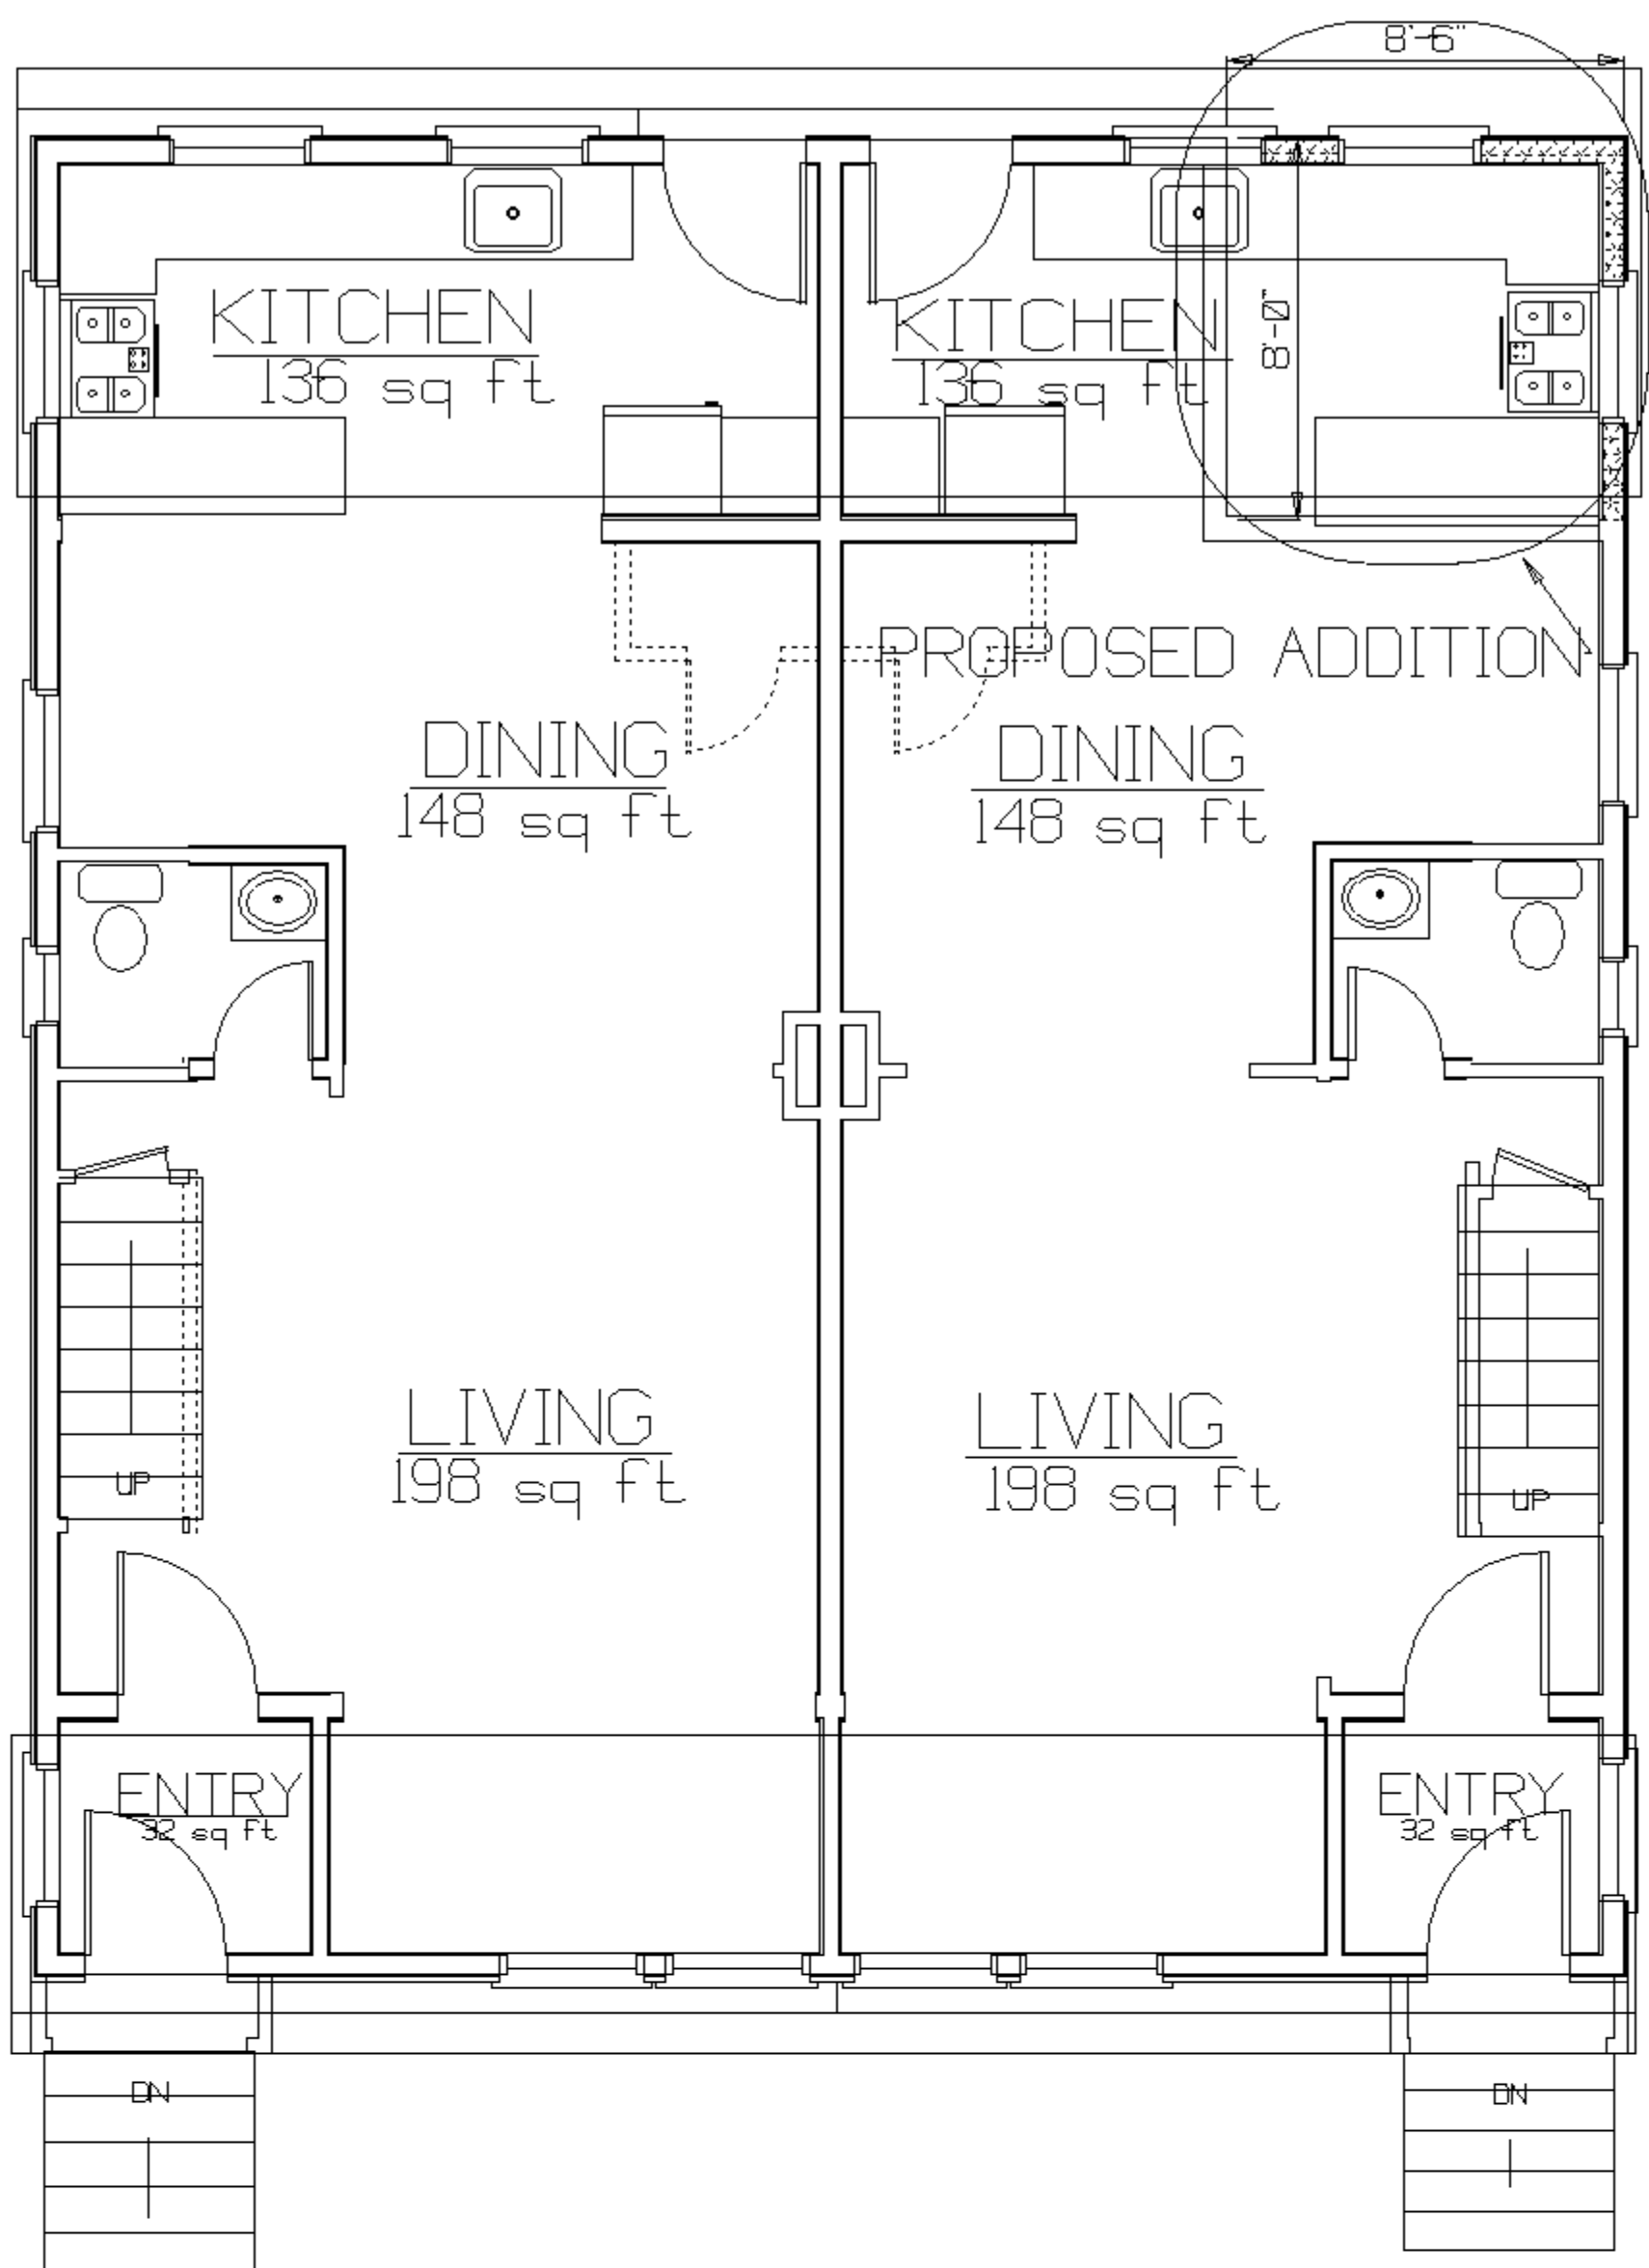 8'-6"
KITCHEN
136 sq ft
KITCHEN
136 sq ft
8'-0"
PROPOSED ADDITION
DINING
148 sq ft
DINING
148 sq ft
LIVING
198 sq ft
LIVING
198 sq ft
UP
UP
ENTRY
32 sq ft
ENTRY
32 sq ft
DN
DN